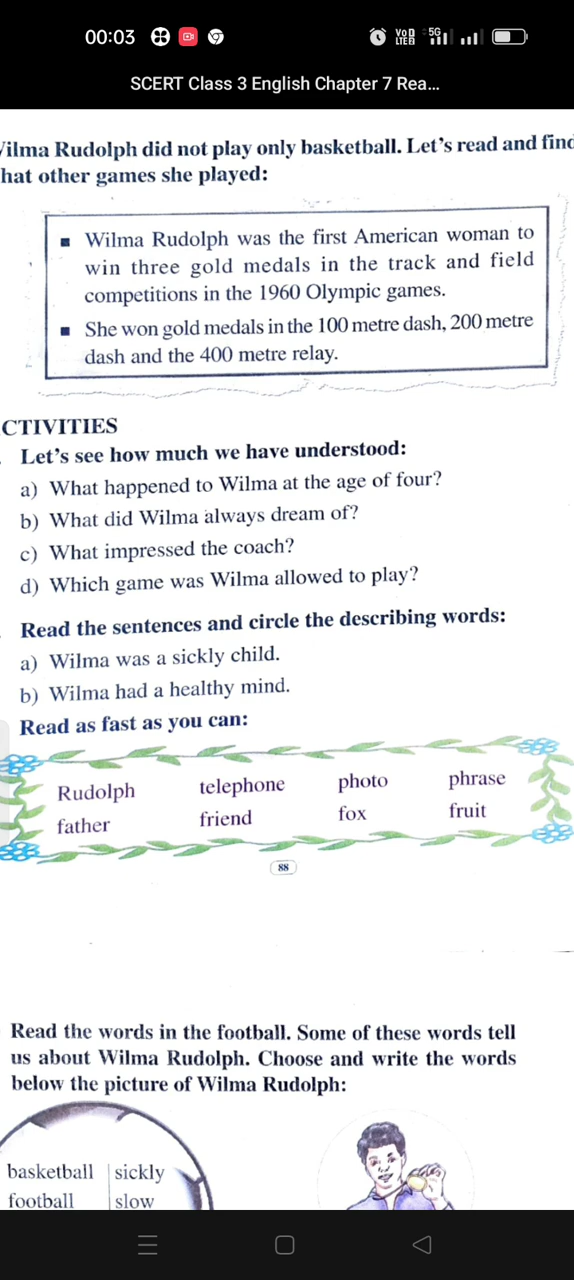 00:03
VoD
LTE
5G
SCERT Class 3 English Chapter 7 Rea...
ilma Rudolph did not play only basketball. Let's read and find
hat other games she played:
▪ Wilma Rudolph was the first American woman to
win three gold medals in the track and field
competitions in the 1960 Olympic games.
▪ She won gold medals in the 100 metre dash, 200 metre
dash and the 400 metre relay.
CTIVITIES
Let's see how much we have understood:
a) What happened to Wilma at the age of four?
b) What did Wilma always dream of?
c) What impressed the coach?
d) Which game was Wilma allowed to play?
Read the sentences and circle the describing words:
a) Wilma was a sickly child.
b) Wilma had a healthy mind.
Read as fast as you can:
Rudolph telephone photo phrase
father friend fox fruit
88
Read the words in the football. Some of these words tell
us about Wilma Rudolph. Choose and write the words
below the picture of Wilma Rudolph:
basketball sickly
football slow